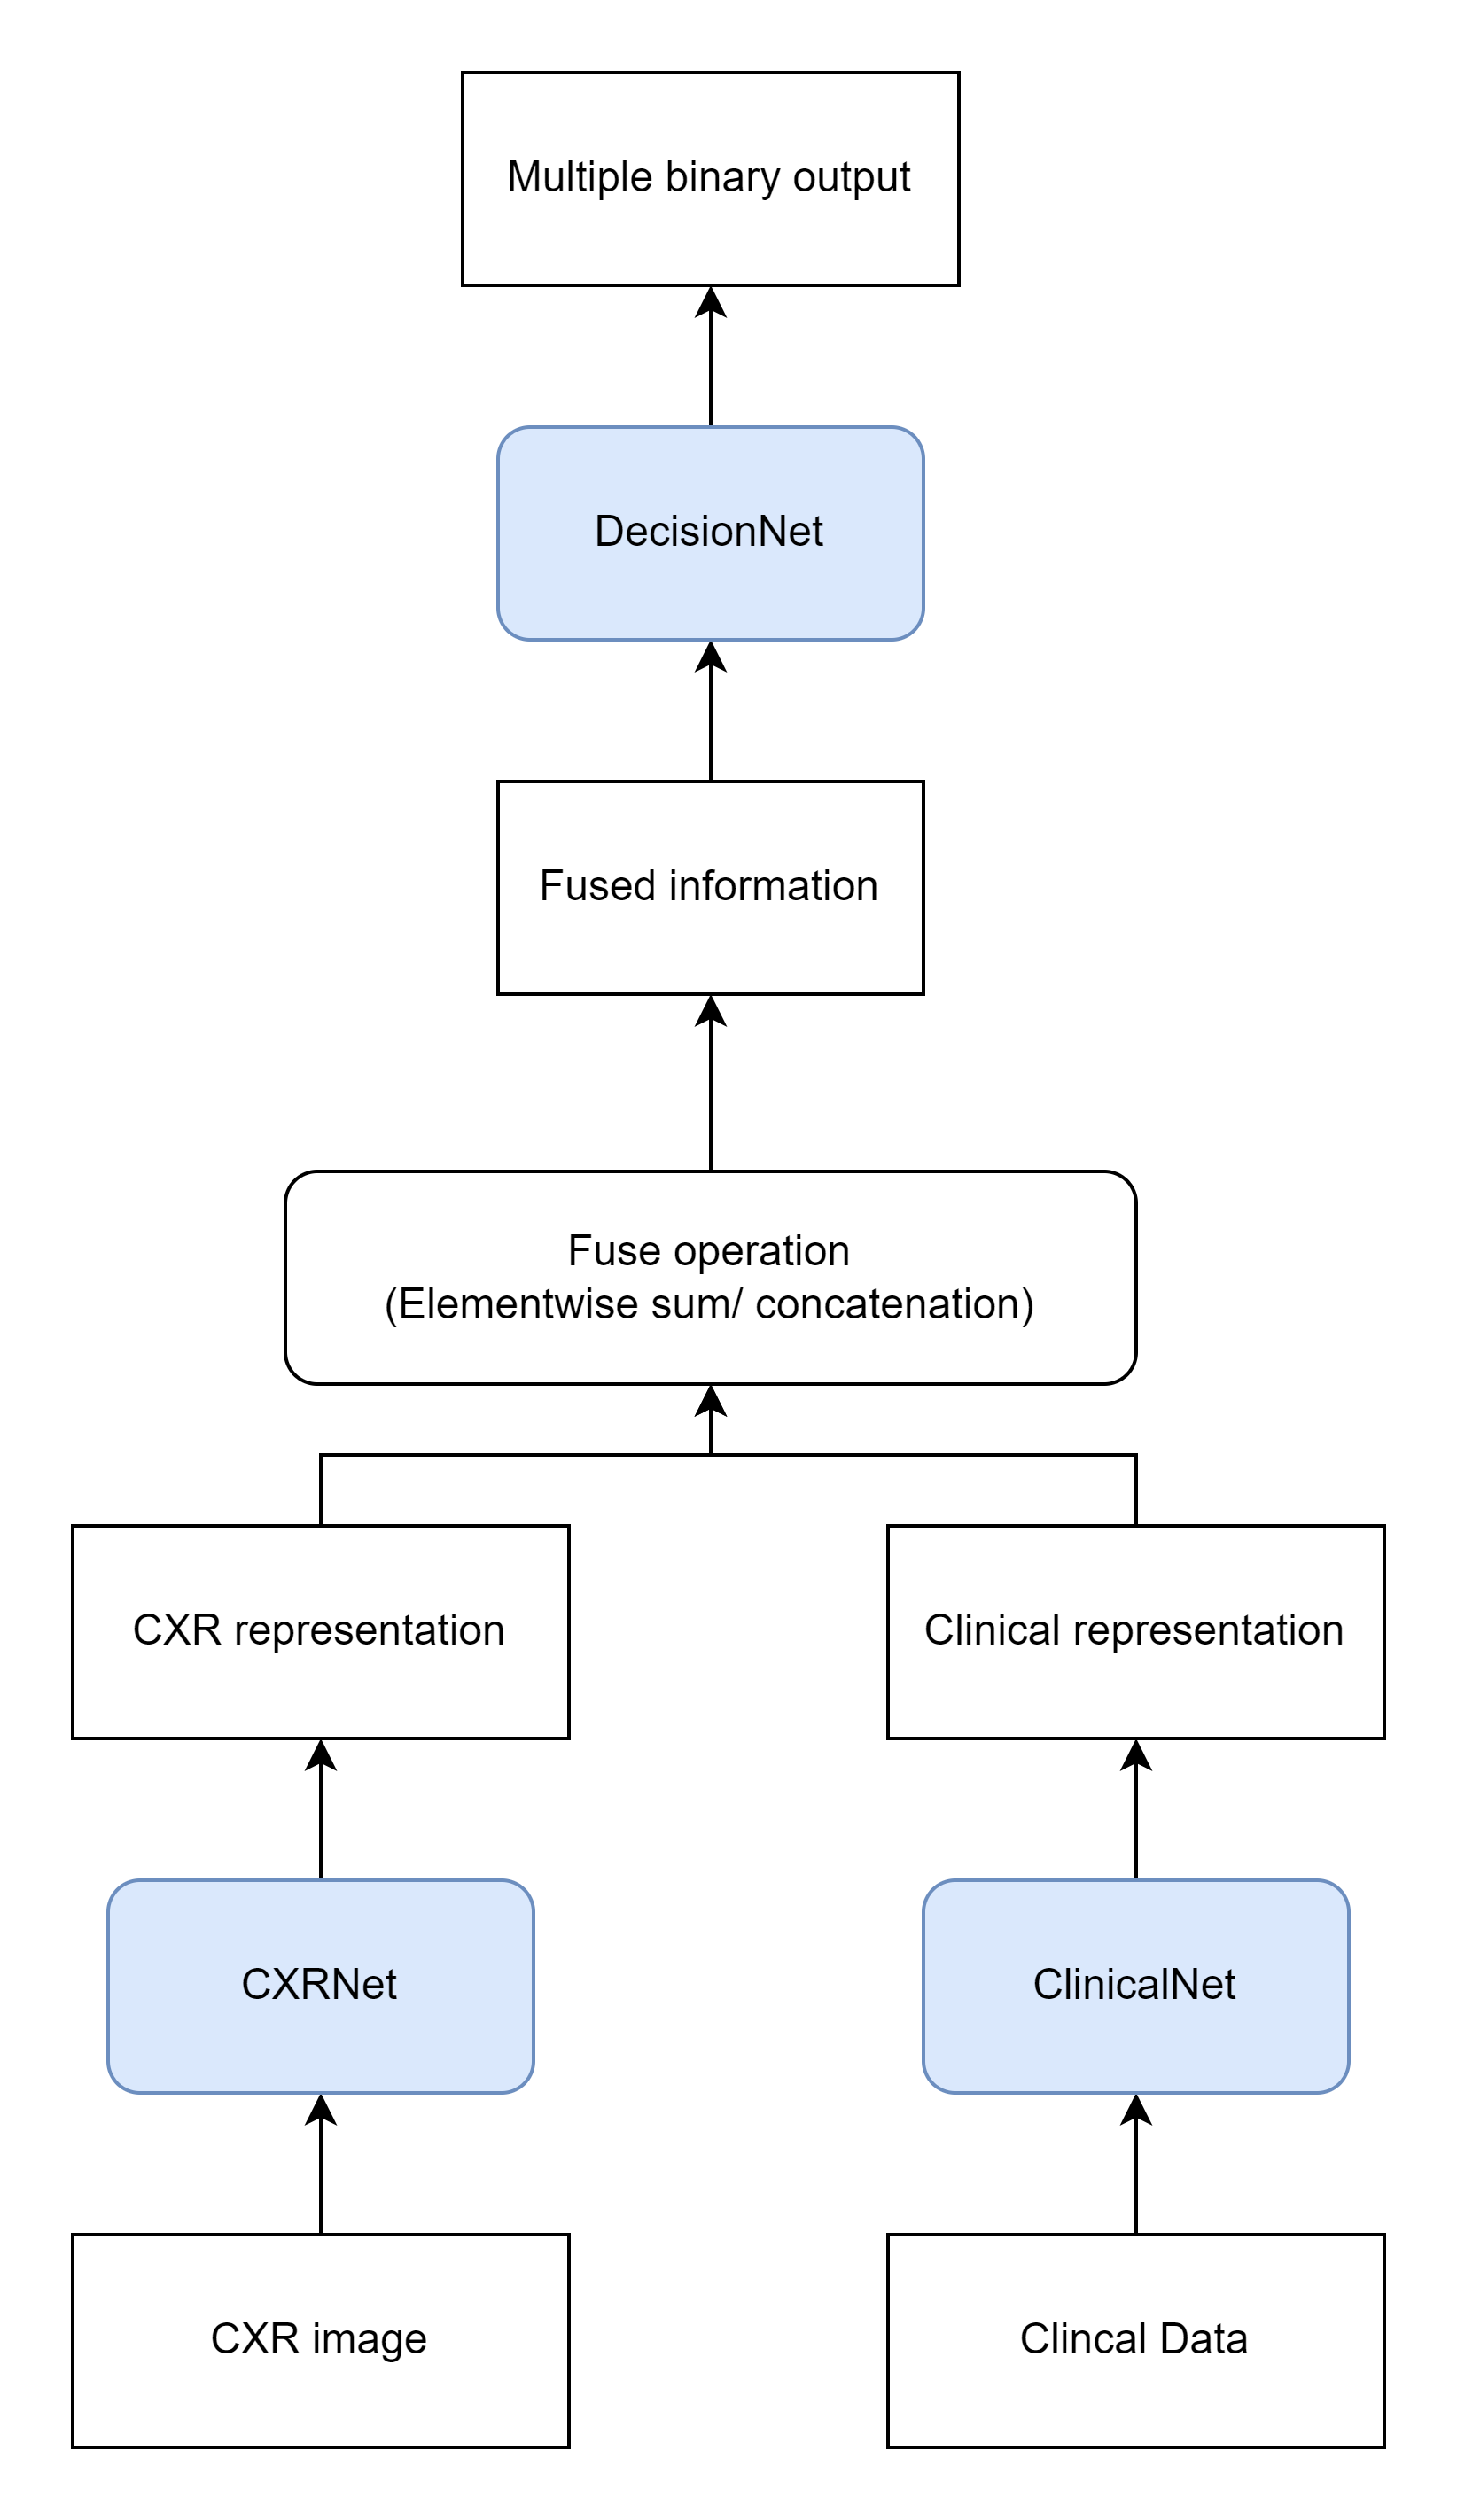 Multiple binary output
DecisionNet
Fused information
Fuse operation
(Elementwise sum/ concatenation)
CXR representation
Clinical representation
CXRNet
ClinicalNet
CXR image
Clincal Data